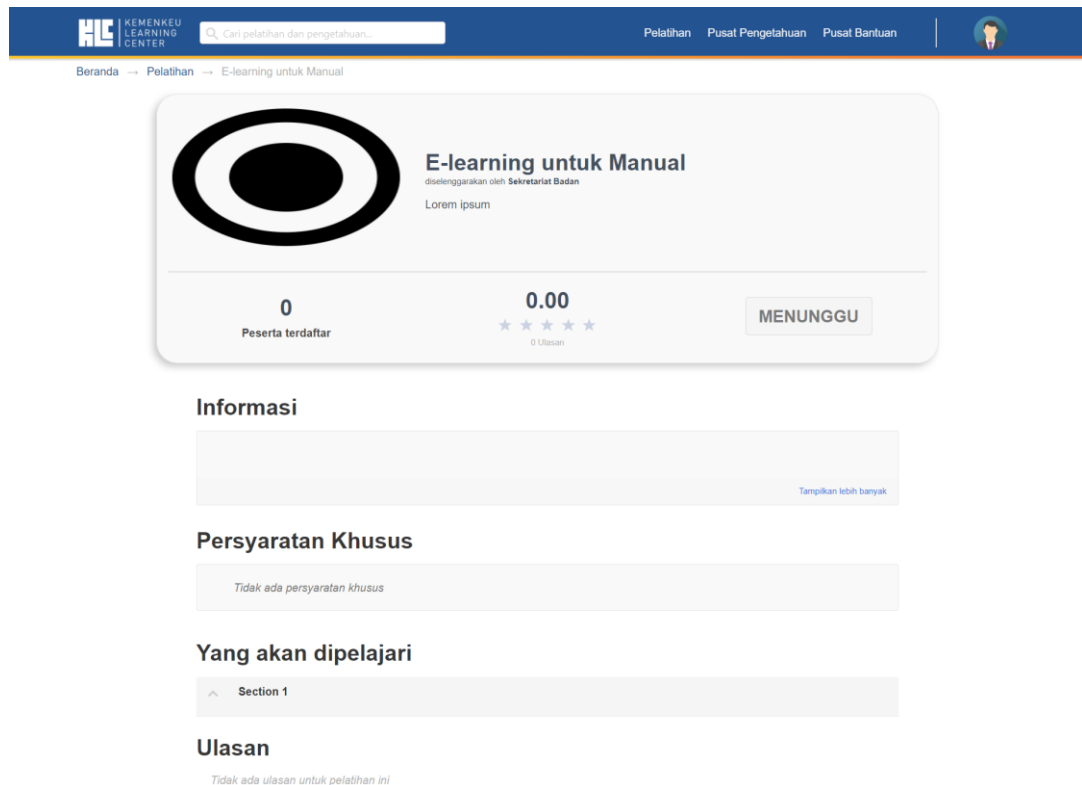 KLC
KEMENKEU
LEARNING
CENTER
Cari pelatihan dan pengetahuan...
Pelatihan Pusat Pengetahuan Pusat Bantuan
Beranda → Pelatihan → E-learning untuk Manual
E-learning untuk Manual
diselenggarakan oleh Sekretariat Badan
Lorem ipsum
0
Peserta terdaftar
0.00
0 Ulasan
MENUNGGU
Informasi
Tampilkan lebih banyak
Persyaratan Khusus
Tidak ada persyaratan khusus
Yang akan dipelajari
Section 1
Ulasan
Tidak ada ulasan untuk pelatihan ini